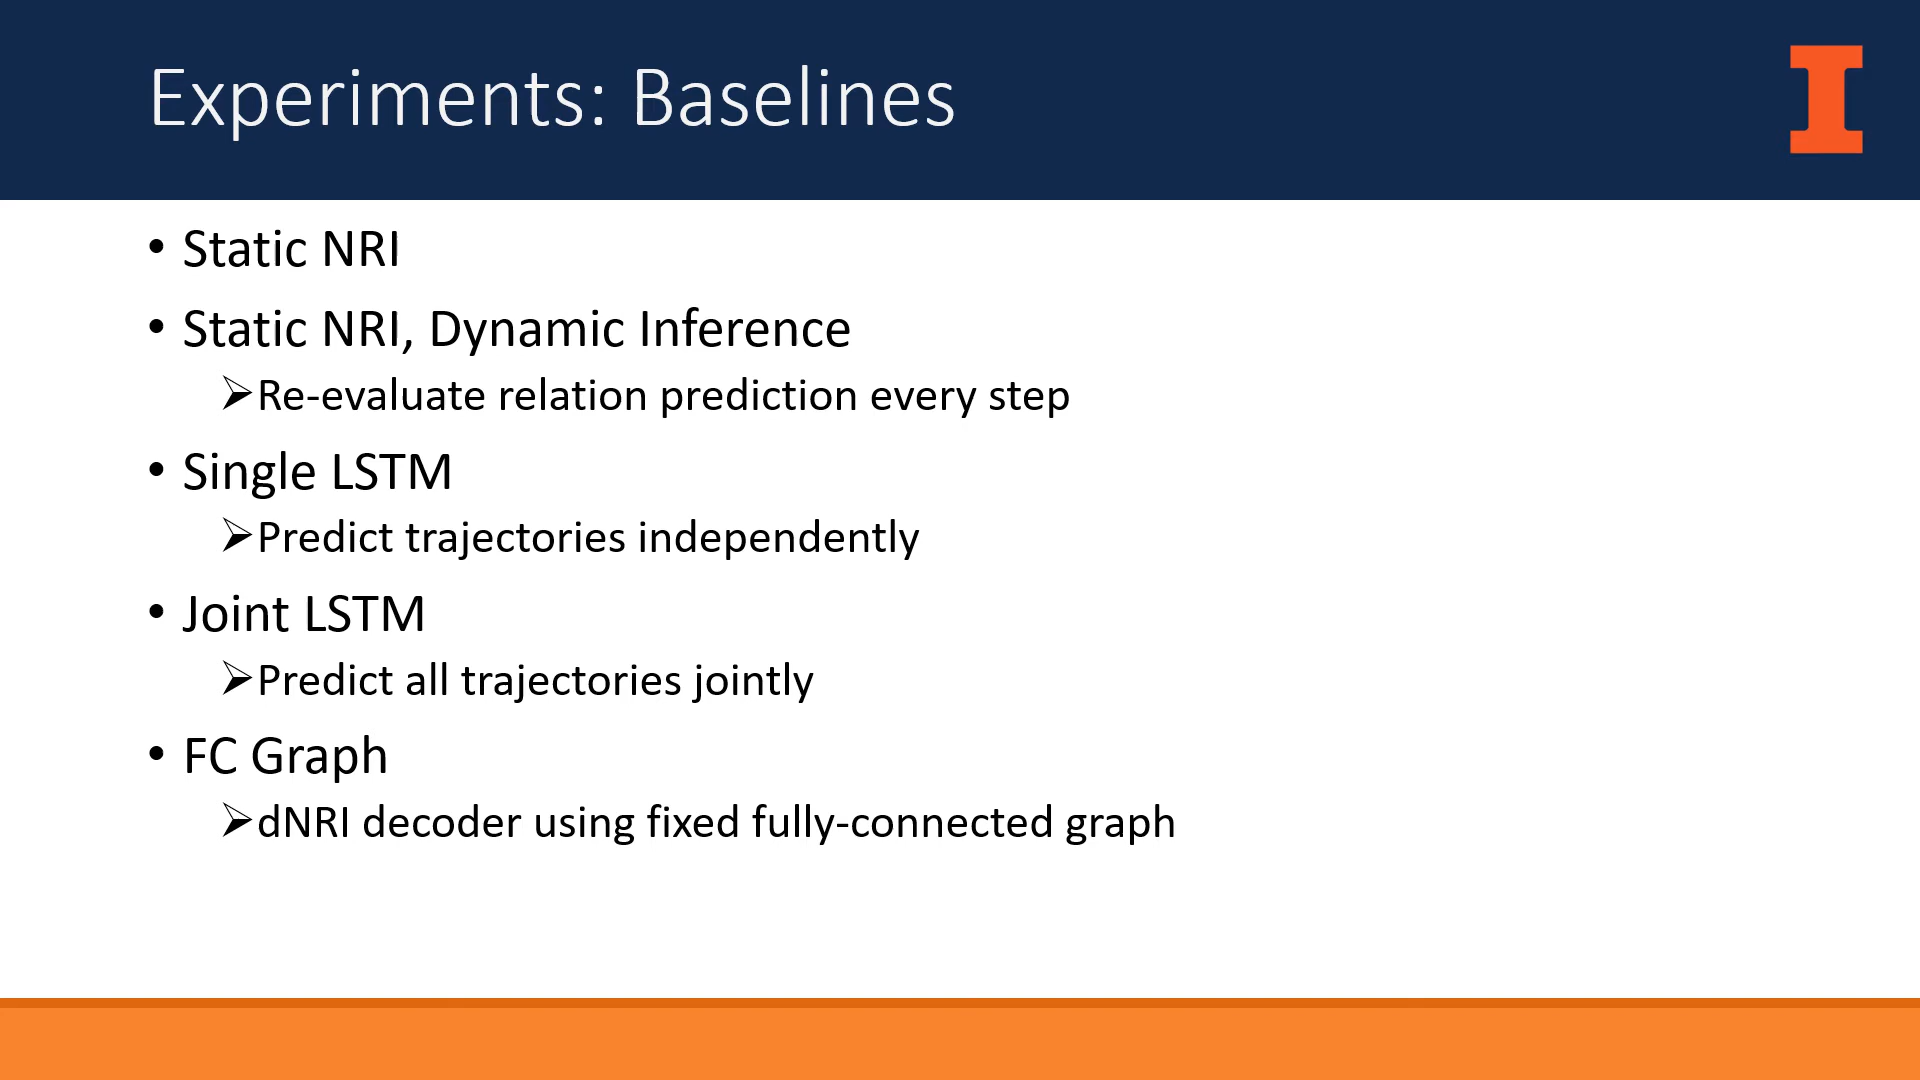 Experiments: Baselines
• Static NRI
• Static NRI, Dynamic Inference
➢Re-evaluate relation prediction every step
• Single LSTM
➢Predict trajectories independently
• Joint LSTM
➢Predict all trajectories jointly
• FC Graph
➢dNRI decoder using fixed fully-connected graph